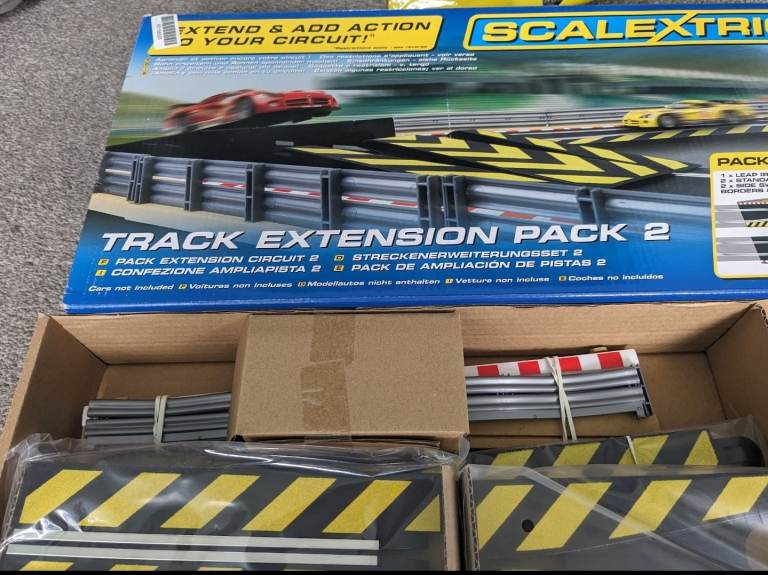 EXTEND & ADD ACTION
TO YOUR CIRCUIT!*
SCALEXTRI
PACK
1 x LEAP
2 x STANDA
2 x SIDE SW
BORDERS
TRACK EXTENSION PACK 2
F PACK EXTENSION CIRCUIT 2 D STRECKENERWEITERUNGSSET 2
I CONFEZIONE AMPLIAPISTA 2 E PACK DE AMPLIACIÓN DE PISTAS 2
Cars not included F Voitures non incluses D Modellautos nicht enthalten I Vetture non incluse E Coches no incluidos